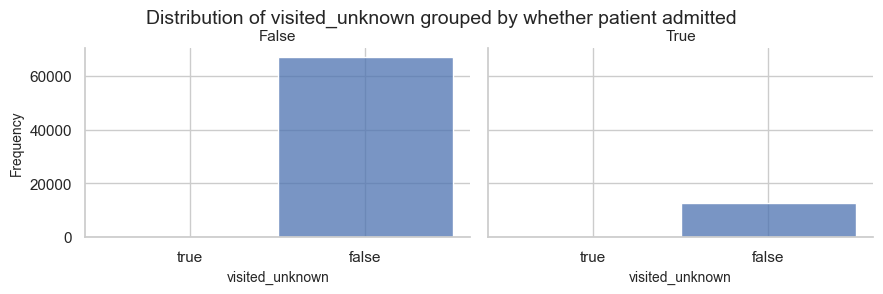 Distribution of visited_unknown grouped by whether patient admitted
False
True
60000
40000
20000
0
Frequency
true
false
true
false
visited_unknown
visited_unknown